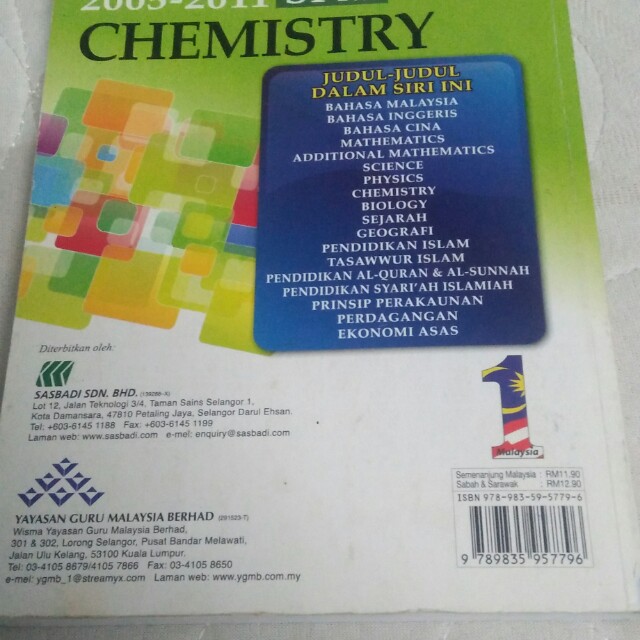 2005-2011 SPM
CHEMISTRY
JUDUL-JUDUL
DALAM SIRI INI
BAHASA MALAYSIA
BAHASA INGGERIS
BAHASA CINA
MATHEMATICS
ADDITIONAL MATHEMATICS
SCIENCE
PHYSICS
CHEMISTRY
BIOLOGY
SEJARAH
GEOGRAFI
PENDIDIKAN ISLAM
TASAWWUR ISLAM
PENDIDIKAN AL-QURAN & AL-SUNNAH
PENDIDIKAN SYARI'AH ISLAMIAH
PRINSIP PERAKAUNAN
PERDAGANGAN
EKONOMI ASAS
Diterbitkan oleh:
SASBADI SDN. BHD.
Lot 12, Jalan Teknologi 3/4, Taman Sains Selangor 1,
Kota Damansara, 47810 Petaling Jaya, Selangor Darul Ehsan.
Tel: +603-6145 1188 Fax: +603-6145 1199
Laman web: www.sasbadi.com e-mel: enquiry@sasbadi.com
YAYASAN GURU MALAYSIA BERHAD
Wisma Yayasan Guru Malaysia Berhad,
301 & 302, Lorong Selangor, Pusat Bandar Melawati,
Jalan Ulu Kelang, 53100 Kuala Lumpur.
Tel: 03-4105 8679/4105 7866 Fax: 03-4105 8650
e-mel: ygmb_1@streamyx.com Laman web: www.ygmb.com.my
1
Malaysia
Semenanjung Malaysia : RM11.90
Sabah & Sarawak : RM12.90
ISBN 978-983-59-5779-6
9 789835 957796